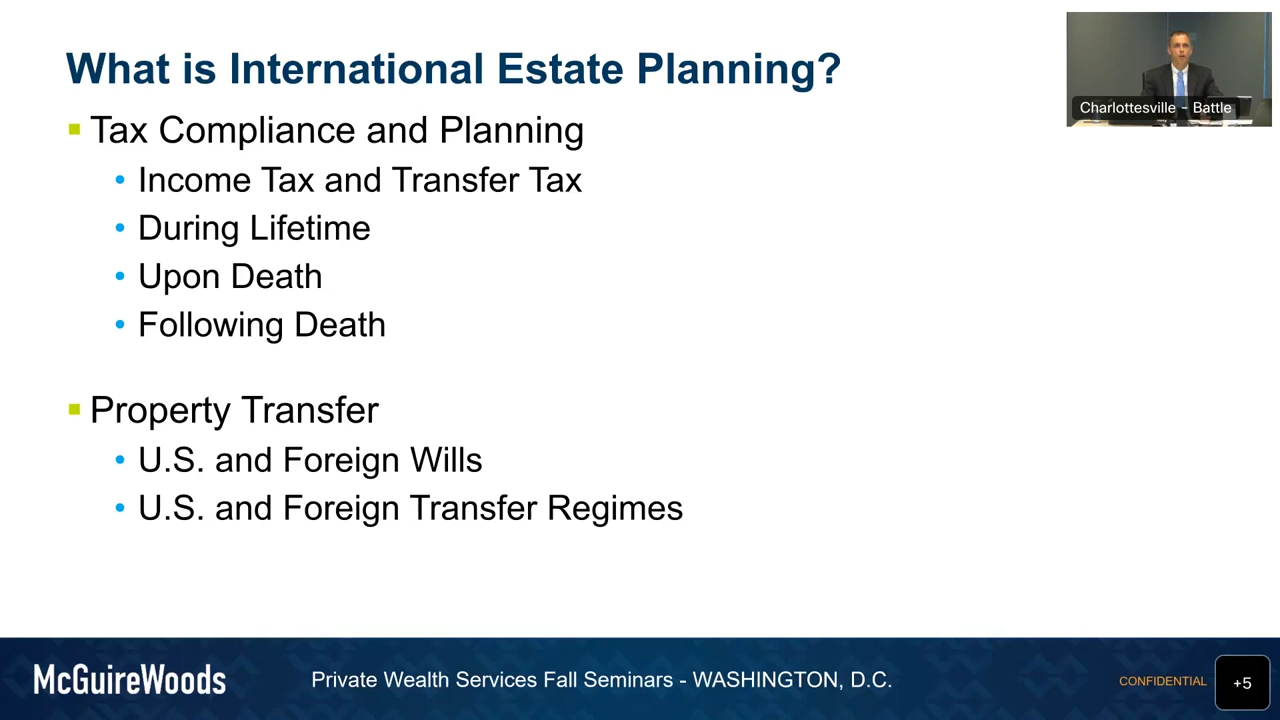 What is International Estate Planning?
Tax Compliance and Planning
Income Tax and Transfer Tax
During Lifetime
Upon Death
Following Death
Property Transfer
U.S. and Foreign Wills
U.S. and Foreign Transfer Regimes
Charlottesville - Battle
McGuireWoods
Private Wealth Services Fall Seminars - WASHINGTON, D.C.
CONFIDENTIAL
+5